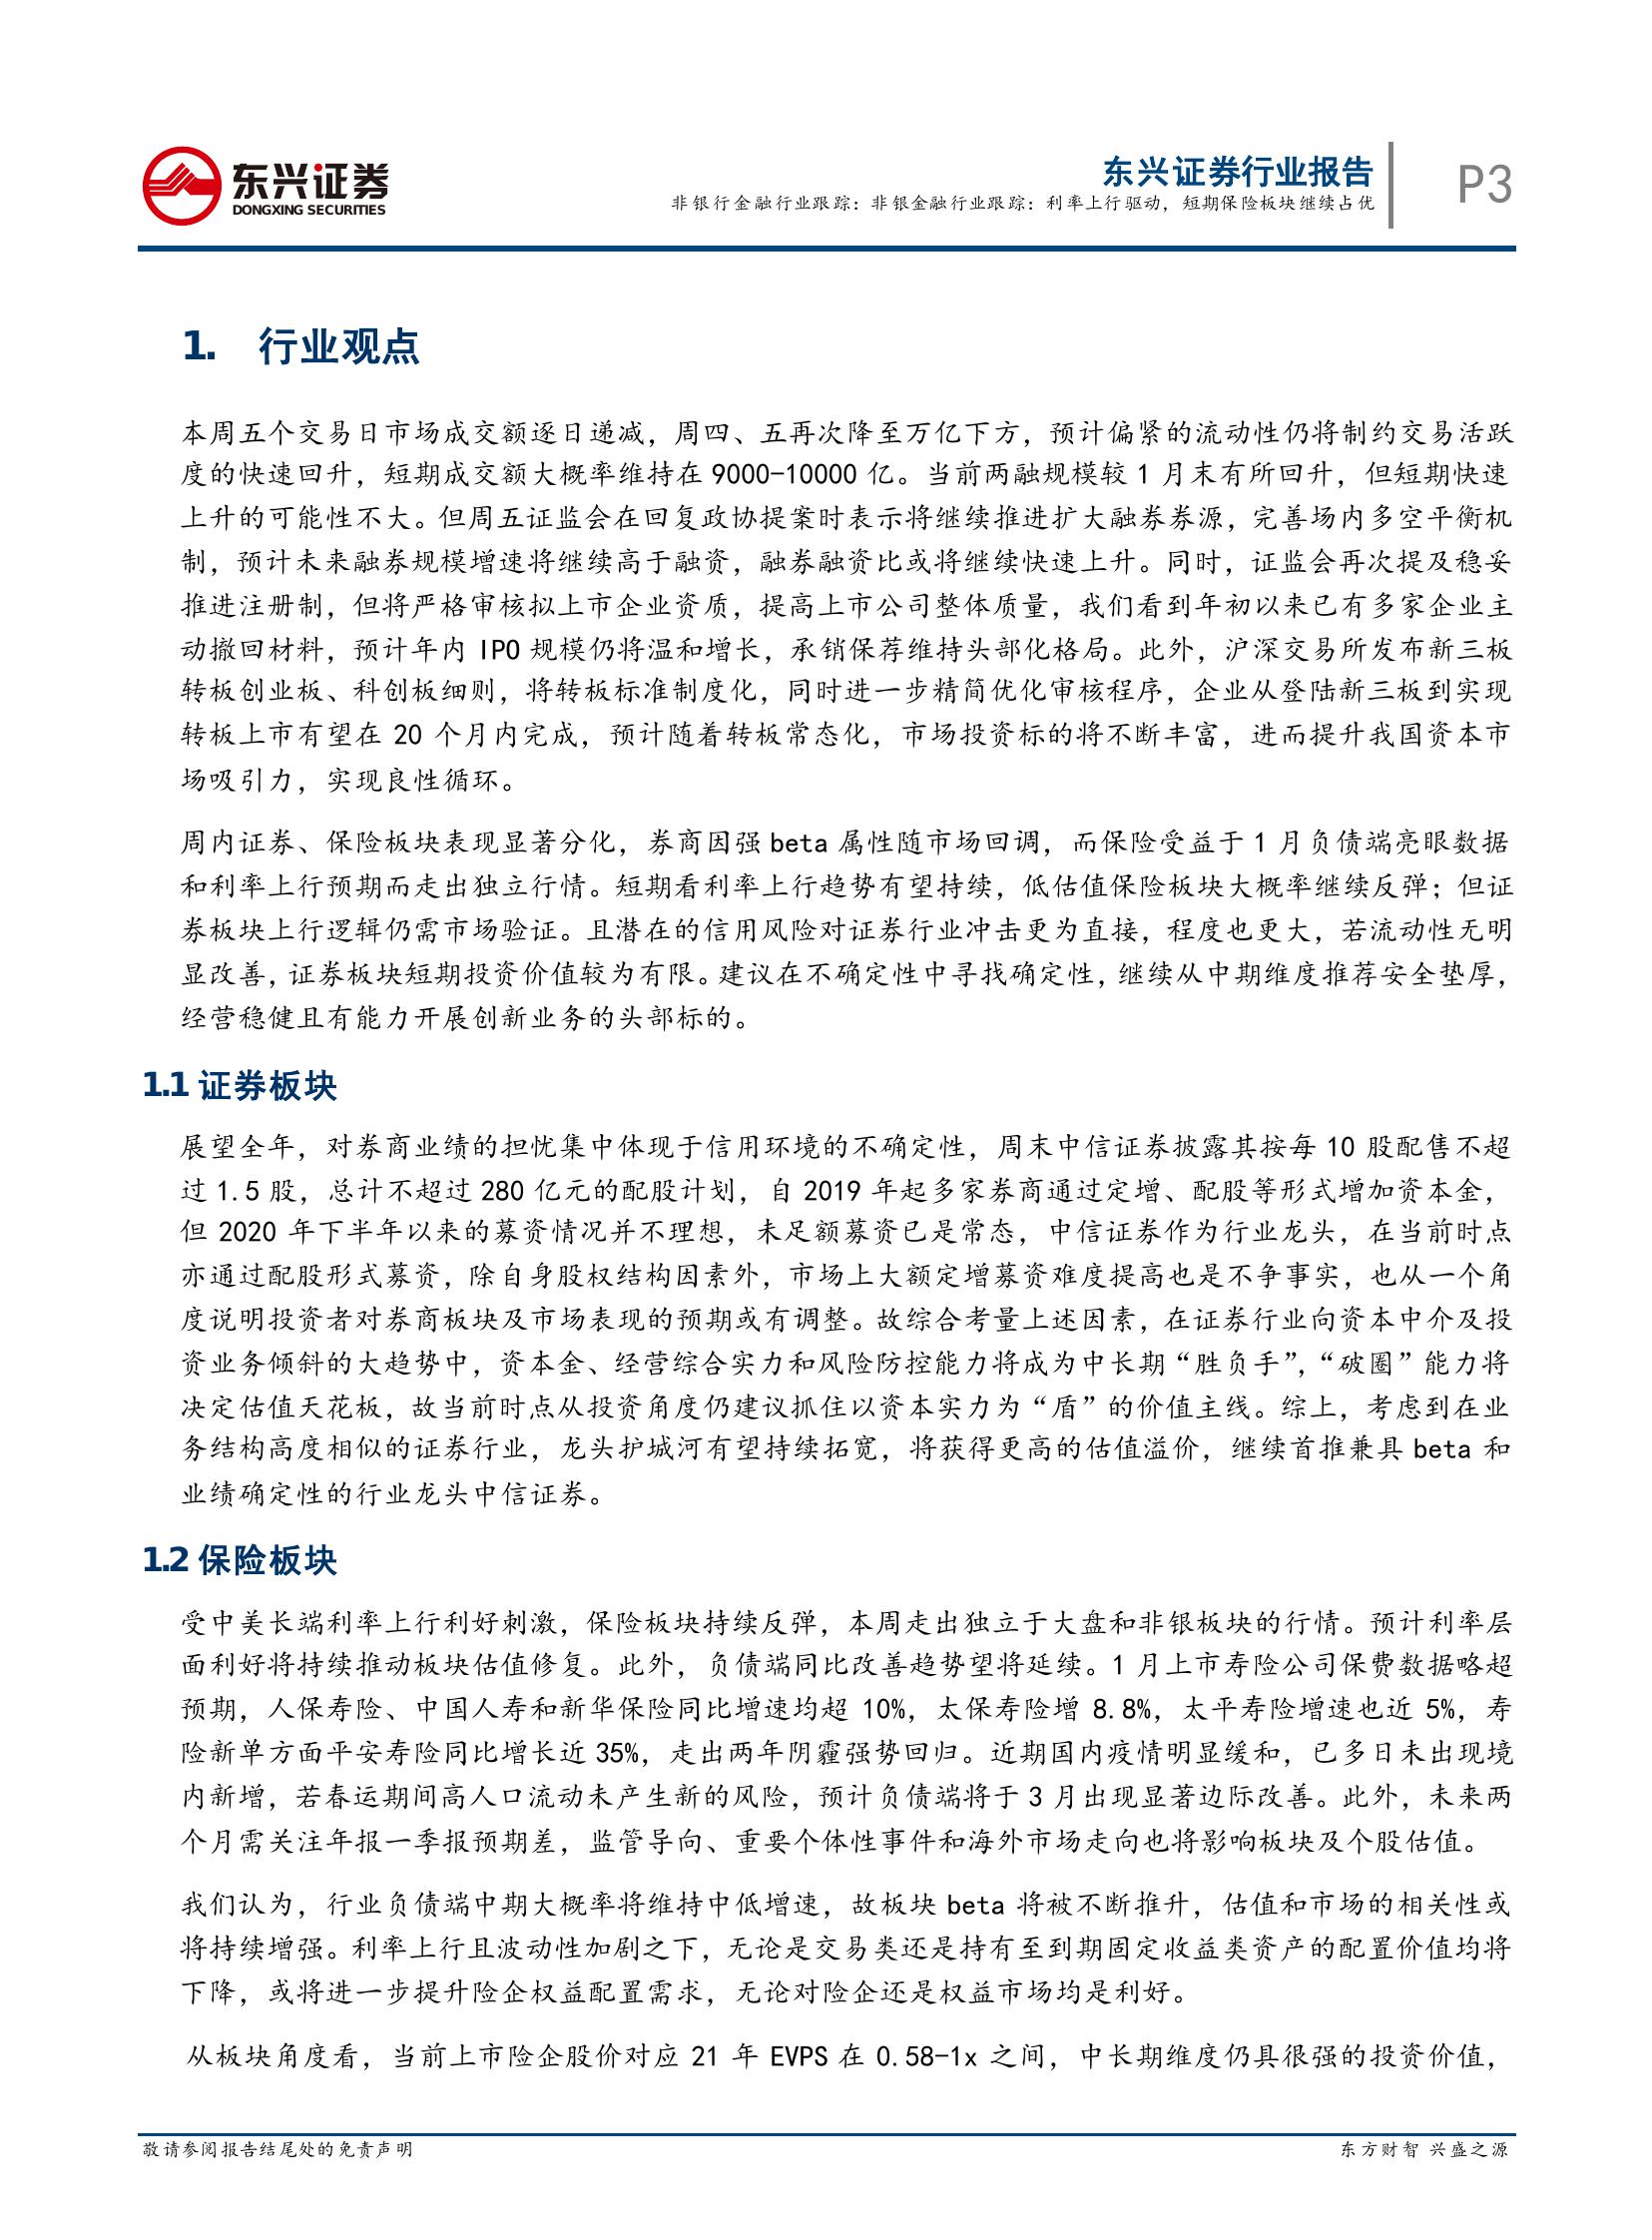 东兴证券
DONGXING SECURITIES
东兴证券行业报告
非银行金融行业跟踪：非银金融行业跟踪：利率上行驱动，短期保险板块继续占优
P3
1. 行业观点
本周五个交易日市场成交额逐日递减，周四、五再次降至万亿下方，预计偏紧的流动性仍将制约交易活跃
度的快速回升，短期成交额大概率维持在 9000-10000 亿。当前两融规模较 1 月末有所回升，但短期快速
上升的可能性不大。但周五证监会在回复政协提案时表示将继续推进扩大融券券源，完善场内多空平衡机
制，预计未来融券规模增速将继续高于融资，融券融资比或将继续快速上升。同时，证监会再次提及稳妥
推进注册制，但将严格审核拟上市企业资质，提高上市公司整体质量，我们看到年初以来已有多家企业主
动撤回材料，预计年内 IPO 规模仍将温和增长，承销保荐维持头部化格局。此外，沪深交易所发布新三板
转板创业板、科创板细则，将转板标准制度化，同时进一步精简优化审核程序，企业从登陆新三板到实现
转板上市有望在 20 个月内完成，预计随着转板常态化，市场投资标的将不断丰富，进而提升我国资本市
场吸引力，实现良性循环。
周内证券、保险板块表现显著分化，券商因强 beta 属性随市场回调，而保险受益于 1 月负债端亮眼数据
和利率上行预期而走出独立行情。短期看利率上行趋势有望持续，低估值保险板块大概率继续反弹；但证
券板块上行逻辑仍需市场验证。且潜在的信用风险对证券行业冲击更为直接，程度也更大，若流动性无明
显改善，证券板块短期投资价值较为有限。建议在不确定性中寻找确定性，继续从中期维度推荐安全垫厚，
经营稳健且有能力开展创新业务的头部标的。
1.1 证券板块
展望全年，对券商业绩的担忧集中体现于信用环境的不确定性，周末中信证券披露其按每 10 股配售不超
过 1.5 股，总计不超过 280 亿元的配股计划，自 2019 年起多家券商通过定增、配股等形式增加资本金，
但 2020 年下半年以来的募资情况并不理想，未足额募资已是常态，中信证券作为行业龙头，在当前时点
亦通过配股形式募资，除自身股权结构因素外，市场上大额定增募资难度提高也是不争事实，也从一个角
度说明投资者对券商板块及市场表现的预期或有调整。故综合考量上述因素，在证券行业向资本中介及投
资业务倾斜的大趋势中，资本金、经营综合实力和风险防控能力将成为中长期“胜负手”，“破圈”能力将
决定估值天花板，故当前时点从投资角度仍建议抓住以资本实力为“盾”的价值主线。综上，考虑到在业
务结构高度相似的证券行业，龙头护城河有望持续拓宽，将获得更高的估值溢价，继续首推兼具 beta 和
业绩确定性的行业龙头中信证券。
1.2 保险板块
受中美长端利率上行利好刺激，保险板块持续反弹，本周走出独立于大盘和非银板块的行情。预计利率层
面利好将持续推动板块估值修复。此外，负债端同比改善趋势望将延续。1 月上市寿险公司保费数据略超
预期，人保寿险、中国人寿和新华保险同比增速均超 10%，太保寿险增 8.8%，太平寿险增速也近 5%，寿
险新单方面平安寿险同比增长近 35%，走出两年阴霾强势回归。近期国内疫情明显缓和，已多日未出现境
内新增，若春运期间高人口流动未产生新的风险，预计负债端将于 3 月出现显著边际改善。此外，未来两
个月需关注年报一季报预期差，监管导向、重要个体性事件和海外市场走向也将影响板块及个股估值。
我们认为，行业负债端中期大概率将维持中低增速，故板块 beta 将被不断推升，估值和市场的相关性或
将持续增强。利率上行且波动性加剧之下，无论是交易类还是持有至到期固定收益类资产的配置价值均将
下降，或将进一步提升险企权益配置需求，无论对险企还是权益市场均是利好。
从板块角度看，当前上市险企股价对应 21 年 EVPS 在 0.58-1x 之间，中长期维度仍具很强的投资价值，
敬请参阅报告结尾处的免责声明
东方财智 兴盛之源